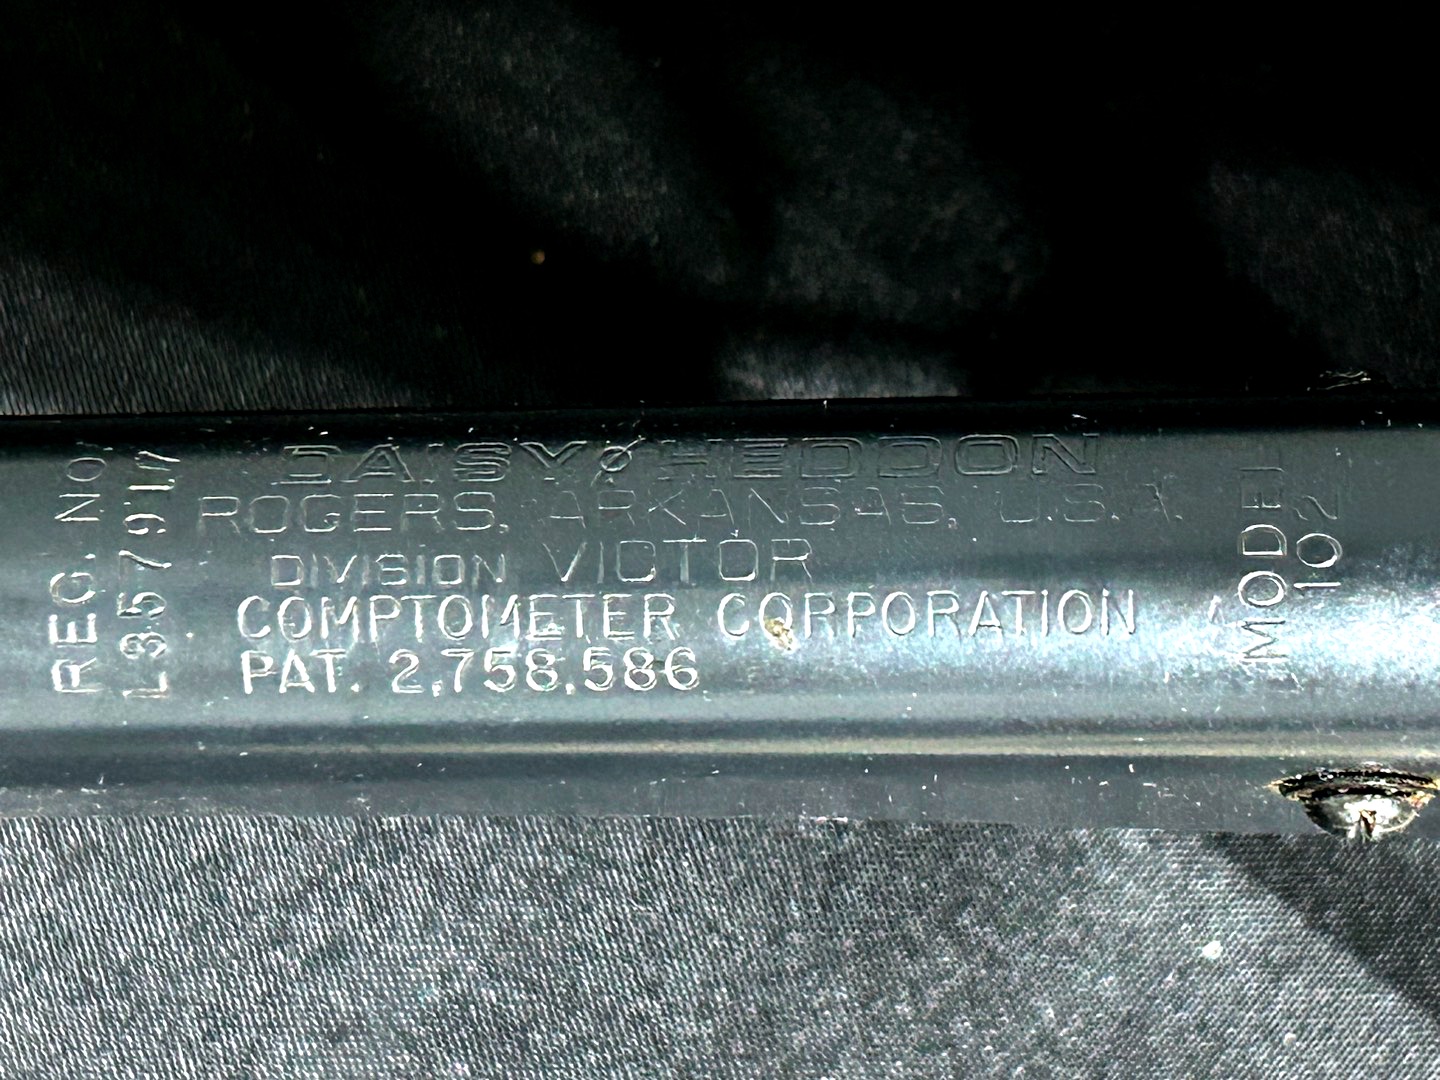 REG. NO
L357917
DAISY/HEDDON
ROGERS, ARKANSAS, U.S.A.
DIVISION VICTOR
COMPTOMETER CORPORATION
PAT. 2,758,586
MODEL
102